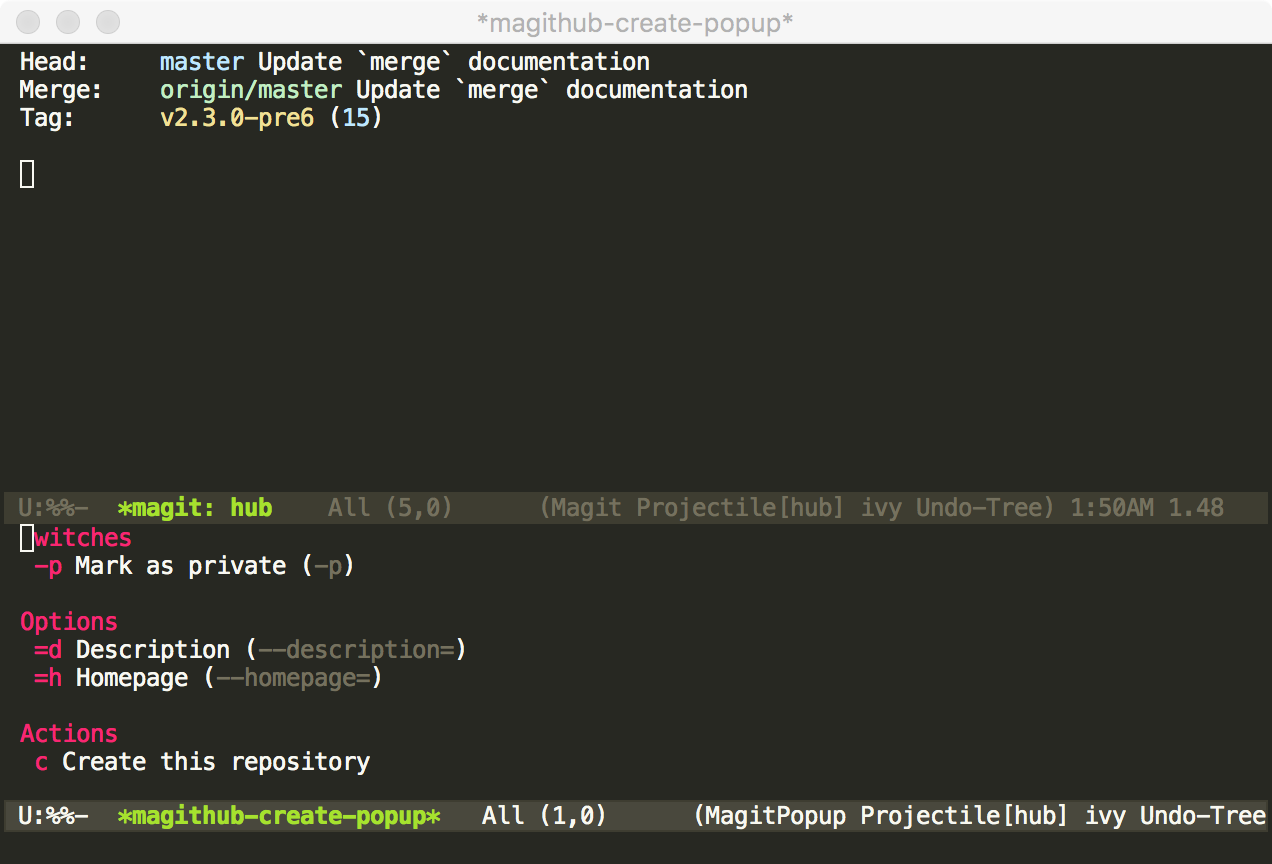 *magithub-create-popup*
Head:     master Update `merge` documentation
Merge:    origin/master Update `merge` documentation
Tag:      v2.3.0-pre6 (15)
U:%%-  *magit: hub    All (5,0)      (Magit Projectile[hub] ivy Undo-Tree) 1:50AM 1.48
witches
 -p Mark as private (-p)
Options
 =d Description (--description=)
 =h Homepage (--homepage=)
Actions
 c Create this repository
U:%%-  *magithub-create-popup*   All (1,0)      (MagitPopup Projectile[hub] ivy Undo-Tree